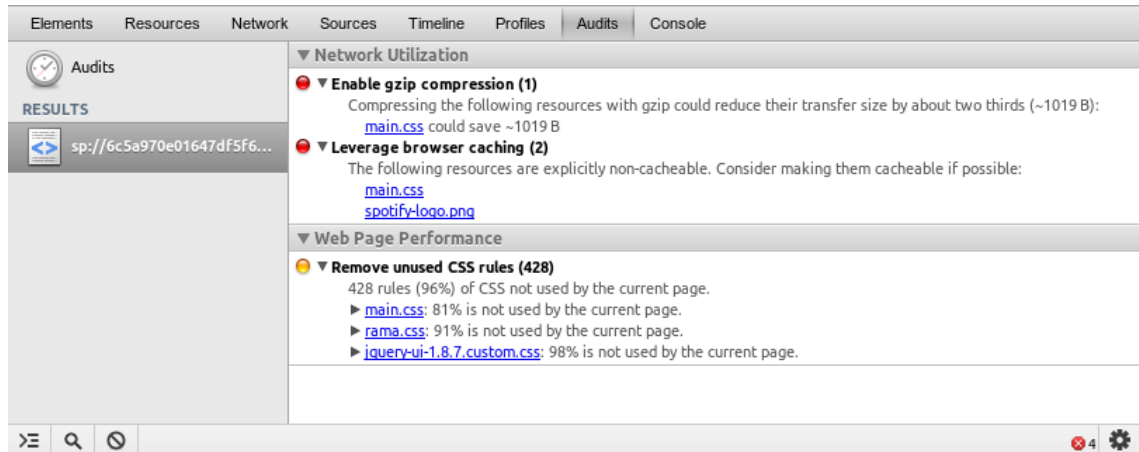 Elements Resources Network Sources Timeline Profiles Audits Console
Audits
RESULTS
sp://6c5a970e01647df5f6...
▼ Network Utilization
▼ Enable gzip compression (1)
Compressing the following resources with gzip could reduce their transfer size by about two thirds (~1019 B):
main.css could save ~1019 B
▼ Leverage browser caching (2)
The following resources are explicitly non-cacheable. Consider making them cacheable if possible:
main.css
spotify-logo.png
▼ Web Page Performance
▼ Remove unused CSS rules (428)
428 rules (96%) of CSS not used by the current page.
▶ main.css: 81% is not used by the current page.
▶ rama.css: 91% is not used by the current page.
▶ jquery-ui-1.8.7.custom.css: 98% is not used by the current page.
4